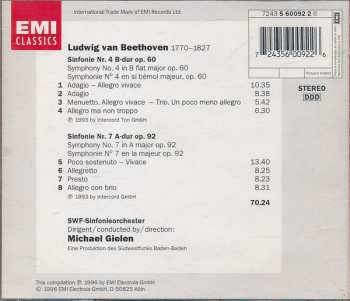 International Trade Mark of EMI Records Ltd.
7243 5 60092 2 6
EMI
CLASSICS
Ludwig van Beethoven 1770–1827
Sinfonie Nr. 4 B-dur op. 60
Symphony No. 4 in B flat major op. 60
Symphonie N° 4 en si bémol majeur, op. 60
1 Adagio – Allegro vivace 10.35
2 Adagio 8.38
3 Menuetto. Allegro vivace – Trio. Un poco meno allegro 5.42
4 Allegro ma non troppo 6.30
℗ 1993 by Intercord Ton GmbH
7 724356 009226
STEREO
DDD
Sinfonie Nr. 7 A-dur op. 92
Symphony No. 7 in A major op. 92
Symphonie N° 7 en la majeur op. 92
5 Poco sostenuto – Vivace 13.40
6 Allegretto 8.25
7 Presto 8.23
8 Allegro con brio 8.31
℗ 1993 by Intercord GmbH
70.24
SWF-Sinfonieorchester
Dirigent/conducted by/direction:
Michael Gielen
Eine Produktion des Südwestfunks Baden-Baden
This compilation ℗ 1996 by EMI Electrola GmbH
© 1996 EMI Electrola GmbH, D-50825 Köln